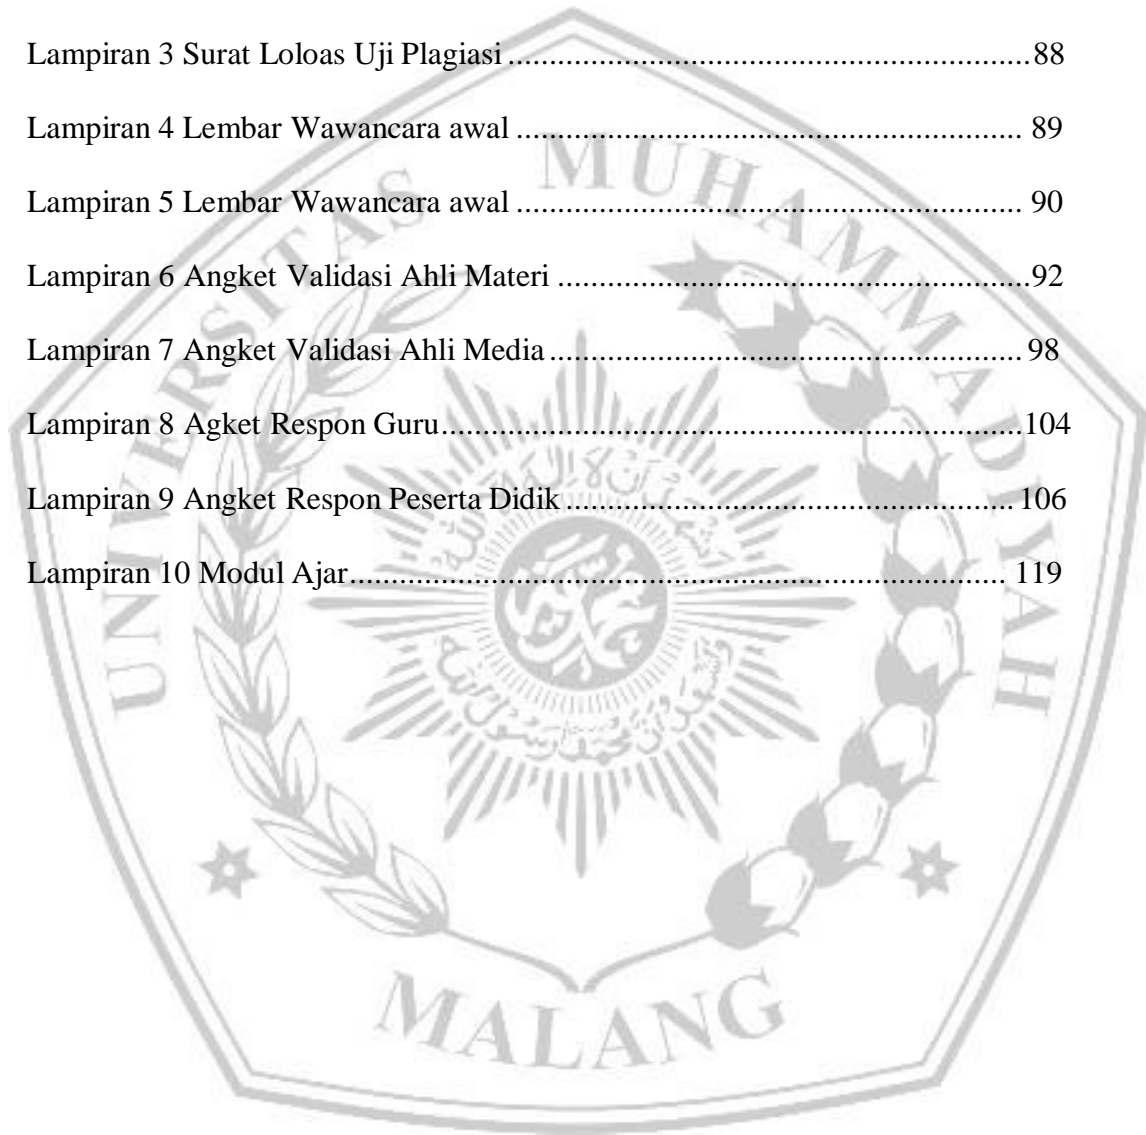 Lampiran 3 Surat Loloas Uji Plagiasi ..................................................... 88
Lampiran 4 Lembar Wawancara awal ................................................... 89
Lampiran 5 Lembar Wawancara awal ................................................... 90
Lampiran 6 Angket Validasi Ahli Materi ................................................ 92
Lampiran 7 Angket Validasi Ahli Media ................................................ 98
Lampiran 8 Agket Respon Guru........................................................... 104
Lampiran 9 Angket Respon Peserta Didik ............................................. 106
Lampiran 10 Modul Ajar................................................................... 119
UNIVERSITAS MUHAMMADIYAH
MALANG